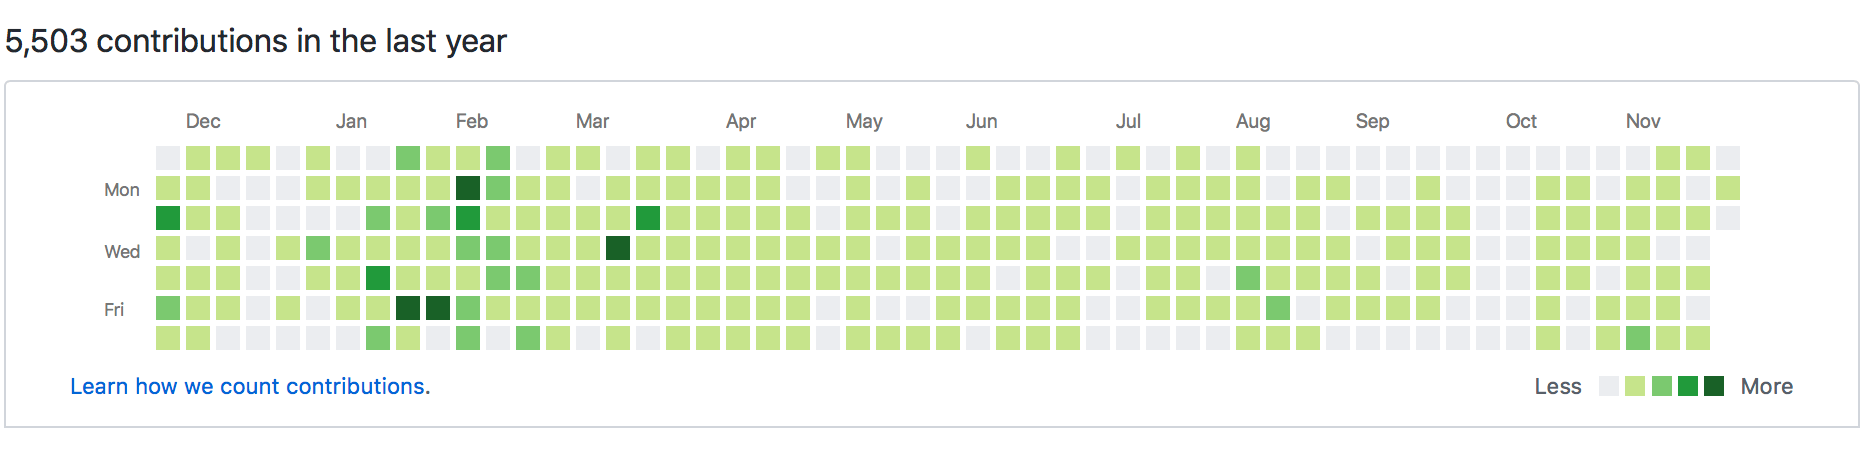 5,503 contributions in the last year
Dec Jan Feb Mar Apr May Jun Jul Aug Sep Oct Nov
Mon
Wed
Fri
Learn how we count contributions.
Less More